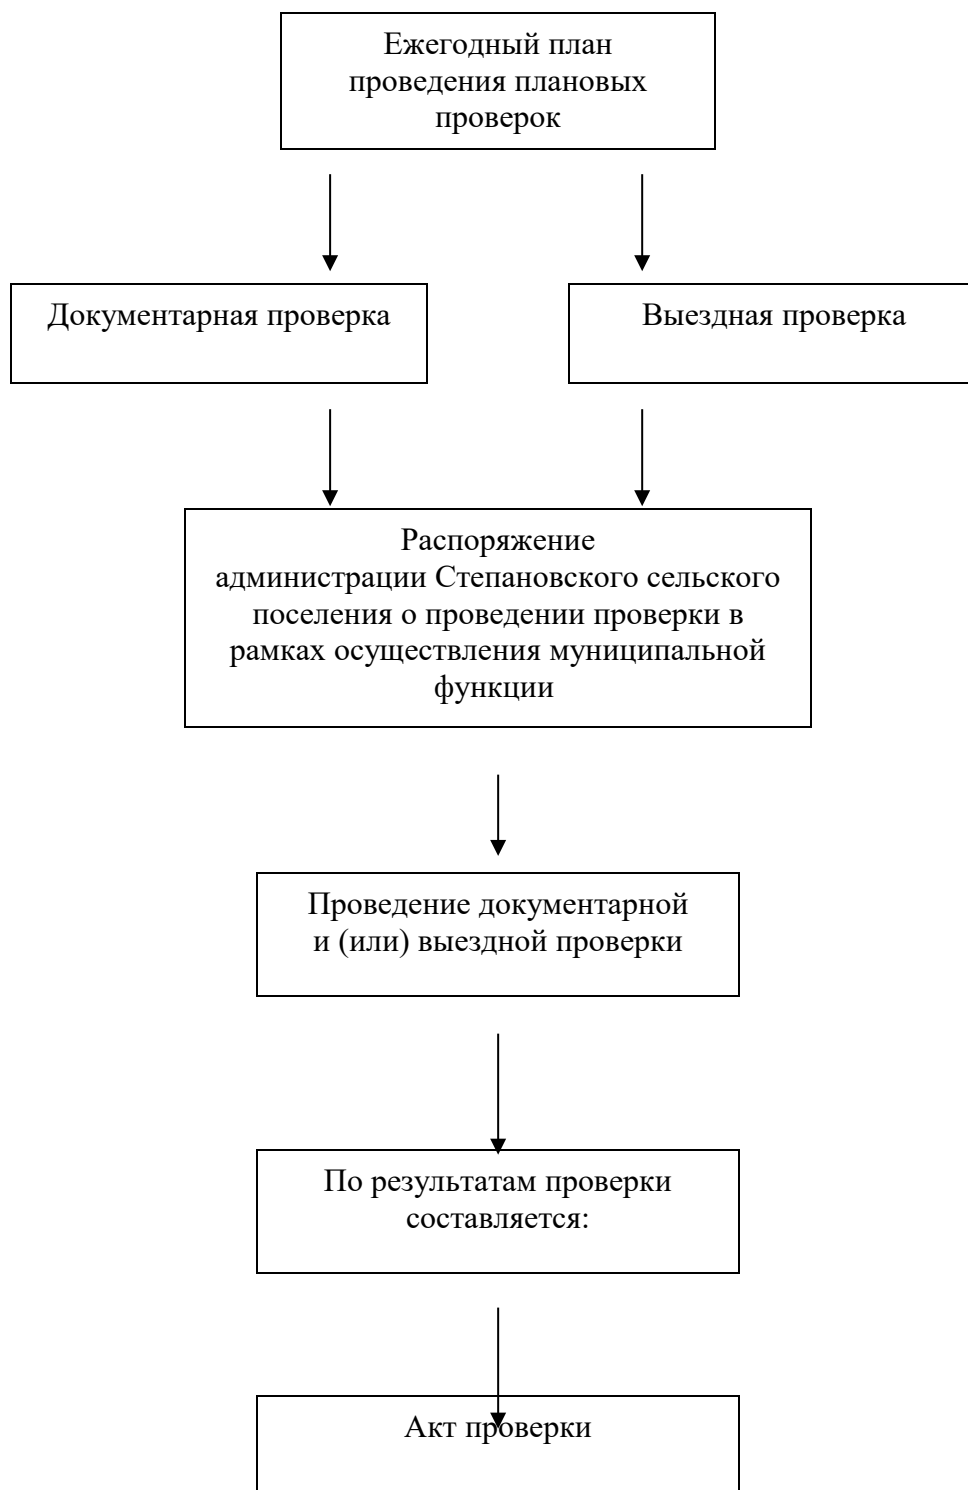 Ежегодный план
проведения плановых
проверок
Документарная проверка
Выездная проверка
Распоряжение
администрации Степановского сельского
поселения о проведении проверки в
рамках осуществления муниципальной
функции
Проведение документарной
и (или) выездной проверки
По результатам проверки
составляется:
Акт проверки